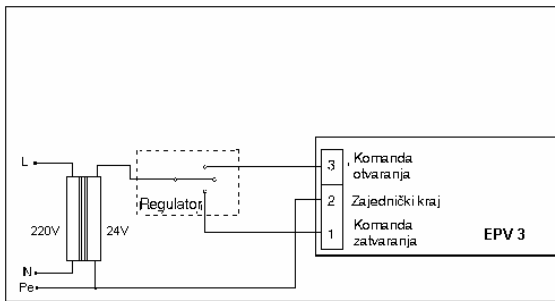 L
220V
24V
N
Pe
Regulator
3
Komanda
otvaranja
2
Zajednički kraj
1
Komanda
zatvaranja
EPV 3